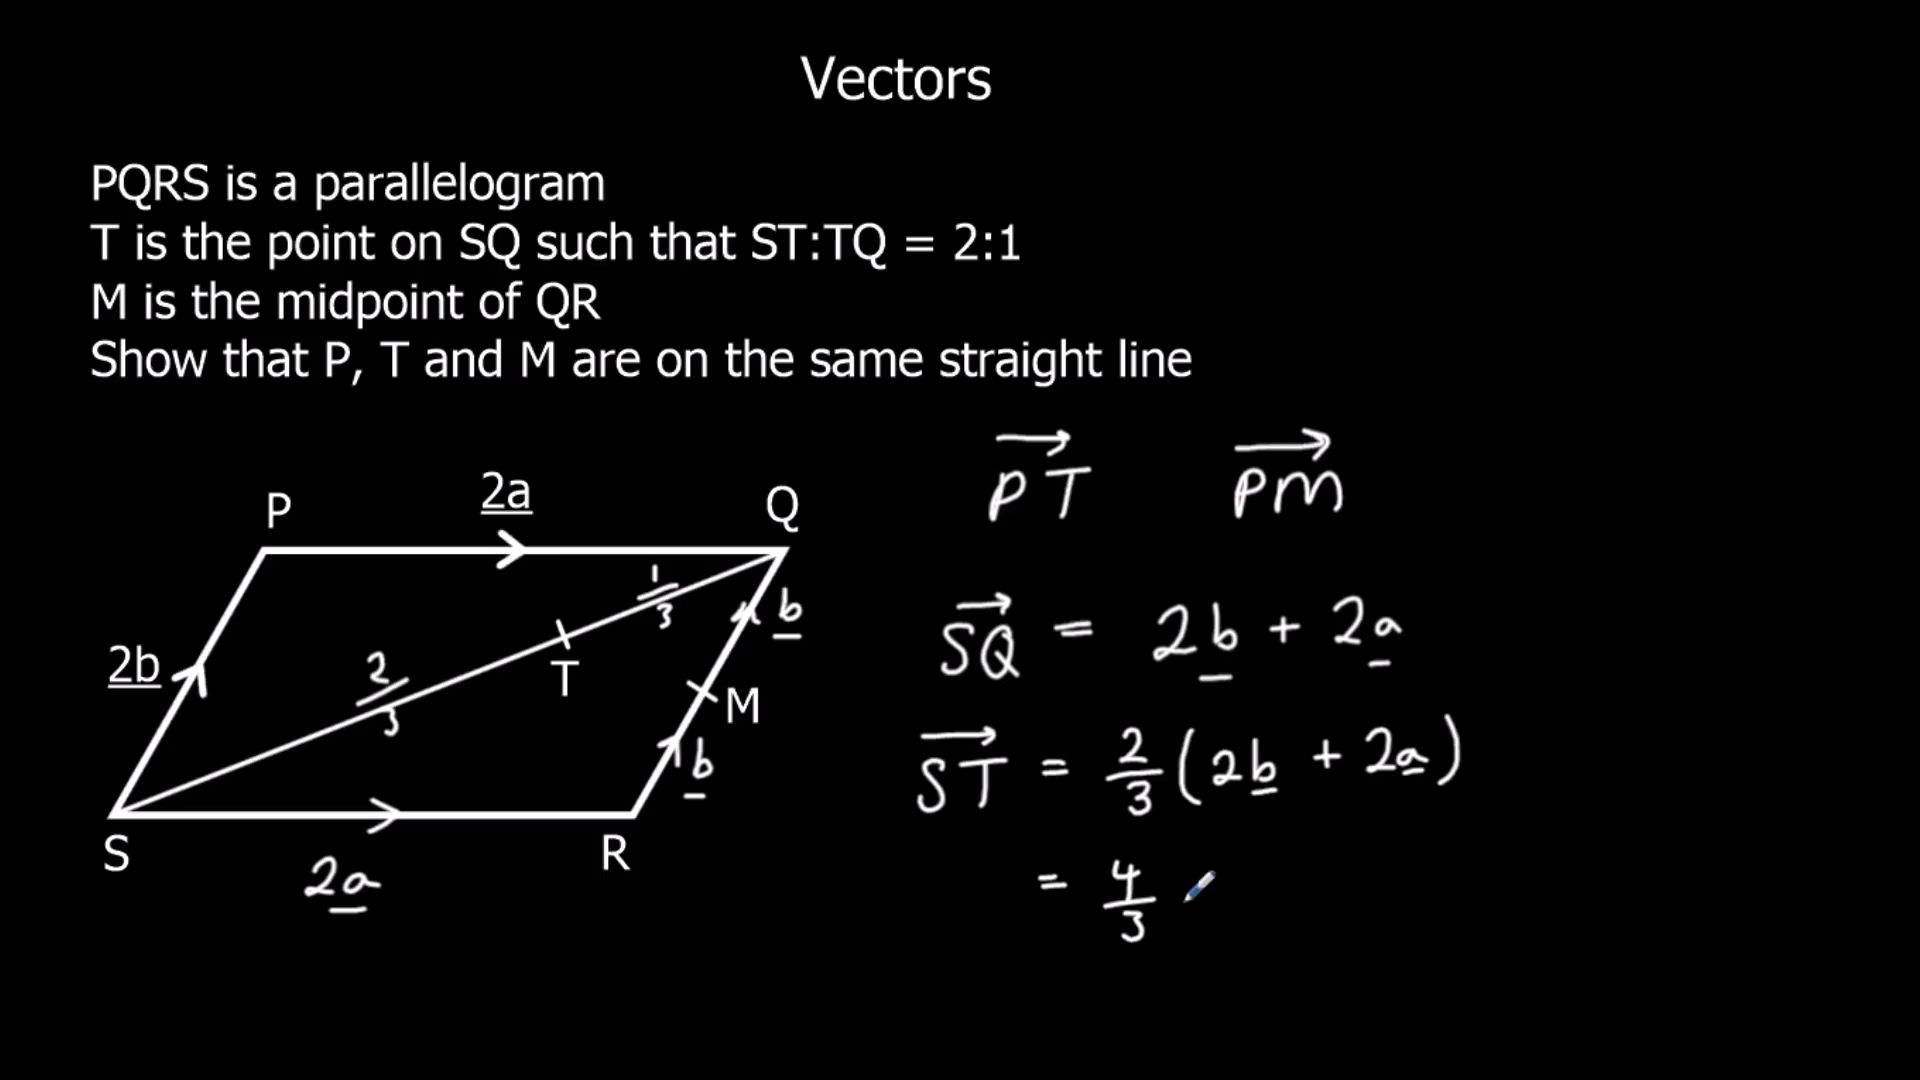 Vectors
PQRS is a parallelogram
T is the point on SQ such that ST:TQ = 2:1
M is the midpoint of QR
Show that P, T and M are on the same straight line
PT PM
P 2a Q
1/3
b
SQ = 2b + 2a
2b
2/3
T
M
b
ST = 2/3 (2b + 2a)
S R
2a
= 4/3